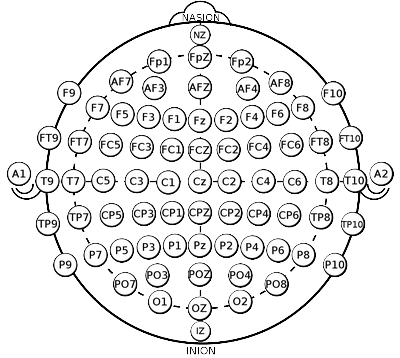 NASION
NZ
Fp1 FpZ Fp2
AF7 AF3 AFZ AF4 AF8
F9 F7 F5 F3 F1 Fz F2 F4 F6 F8 F10
FT9 FT7 FC5 FC3 FC1 FCZ FC2 FC4 FC6 FT8 FT10
A1 T9 T7 C5 C3 C1 Cz C2 C4 C6 T8 T10 A2
TP9 TP7 CP5 CP3 CP1 CPZ CP2 CP4 CP6 TP8 TP10
P9 P7 P5 P3 P1 Pz P2 P4 P6 P8 P10
PO7 PO3 POZ PO4 PO8
O1 OZ O2
IZ
INION